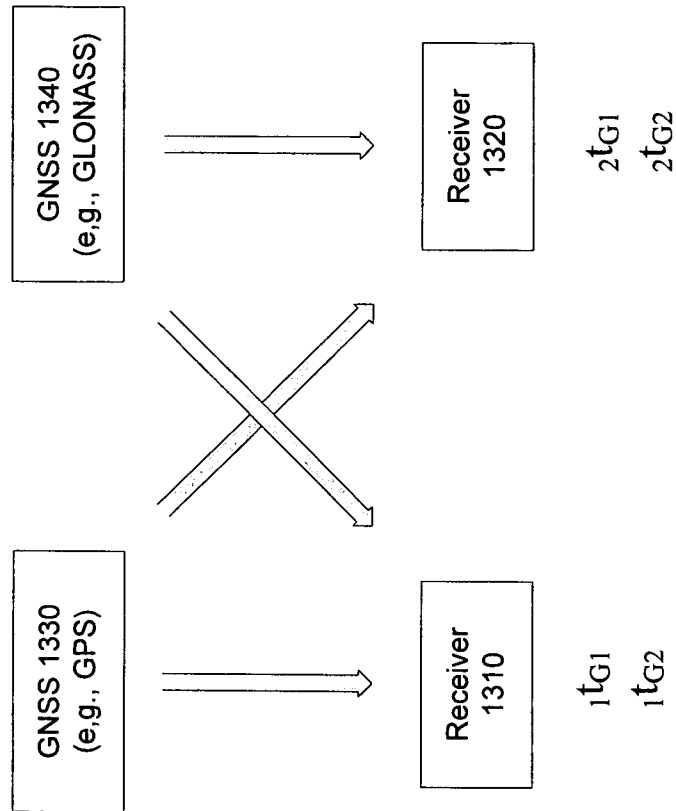 GNSS 1330
(e,g., GPS)
GNSS 1340
(e,g., GLONASS)
Receiver
1310
Receiver
1320
1tG1
1tG2
2tG1
2tG2